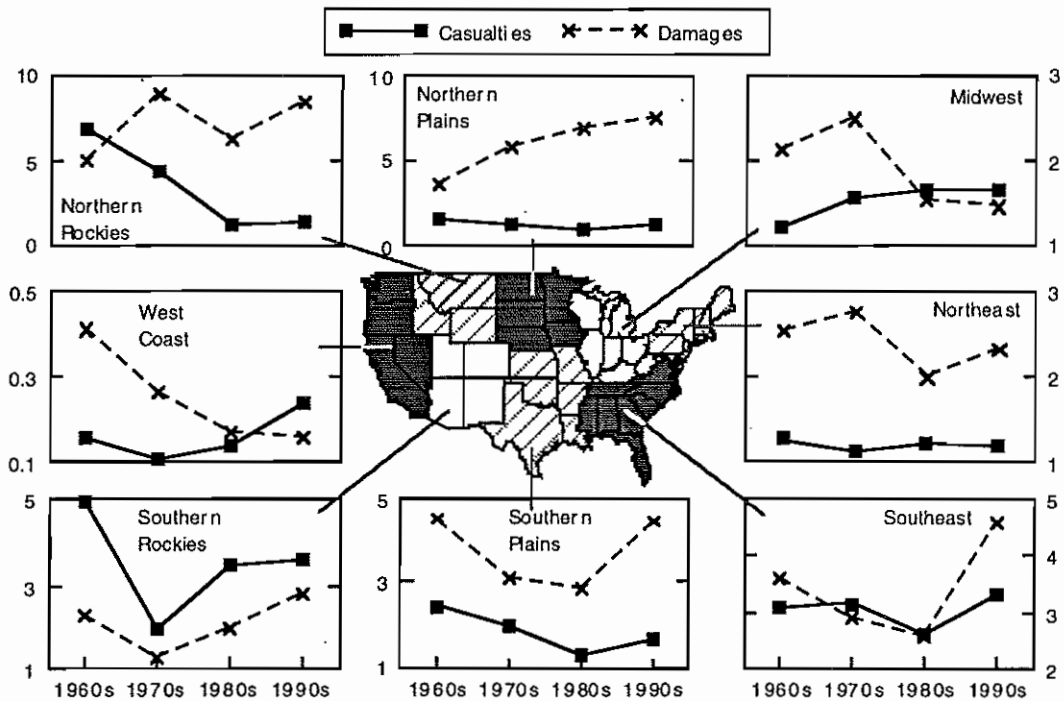 Casualties Damages
10
5
0
Northern
Rockies
10
5
0
Northern
Plains
3
2
1
Midwest
0.5
0.3
0.1
West
Coast
3
2
1
Northeast
5
3
1
Southern
Rockies
1960s 1970s 1980s 1990s
5
3
1
Southern
Plains
1960s 1970s 1980s 1990s
5
4
3
2
Southeast
1960s 1970s 1980s 1990s